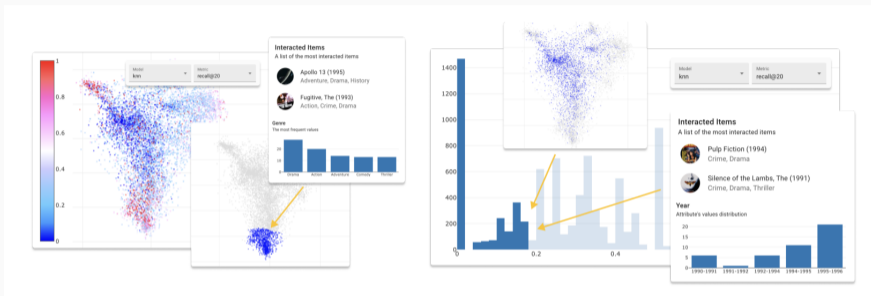 Interacted Items
A list of the most interacted items
Apollo 13 (1995)
Adventure, Drama, History
Fugitive, The (1993)
Action, Crime, Drama
Genre
The most frequent values
Drama
Action
Adventure
Comedy
Thriller
Model
knn
Metric
recall@20
1
0.8
0.6
0.4
0.2
0
Model
knn
Metric
recall@20
1400
1200
1000
800
600
400
200
0
0
0.2
0.4
Interacted Items
A list of the most interacted items
Pulp Fiction (1994)
Crime, Drama
Silence of the Lambs, The (1991)
Crime, Drama, Thriller
Year
Attribute's values distribution
20
15
10
5
0
1990-1991
1991-1992
1992-1994
1994-1995
1995-1996